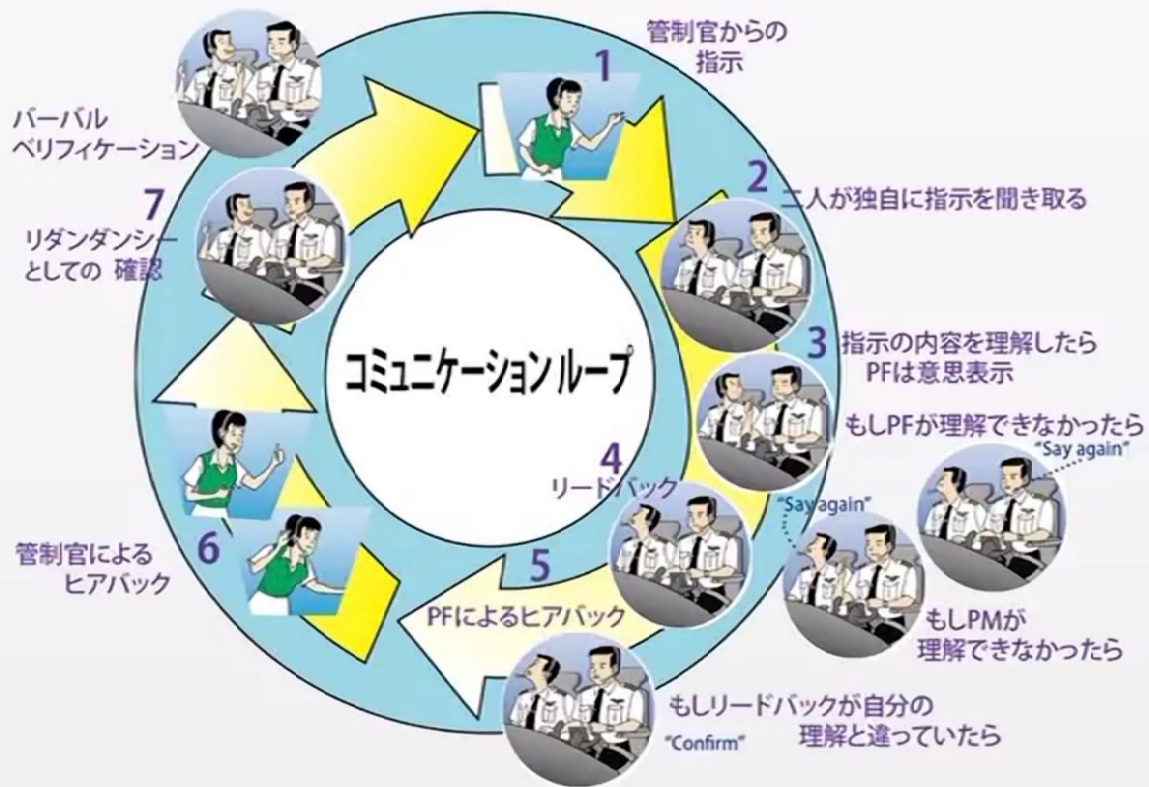 コミュニケーションループ
1
管制官からの
指示
2
二人が独自に指示を聞き取る
3
指示の内容を理解したら
PFは意思表示
もしPFが理解できなかったら
"Say again"
"Say again"
もしPMが
理解できなかったら
4
リードバック
5
PFによるヒアバック
もしリードバックが自分の
理解と違っていたら
"Confirm"
6
管制官による
ヒアバック
7
リダンダンシー
としての 確認
バーバル
ベリフィケーション